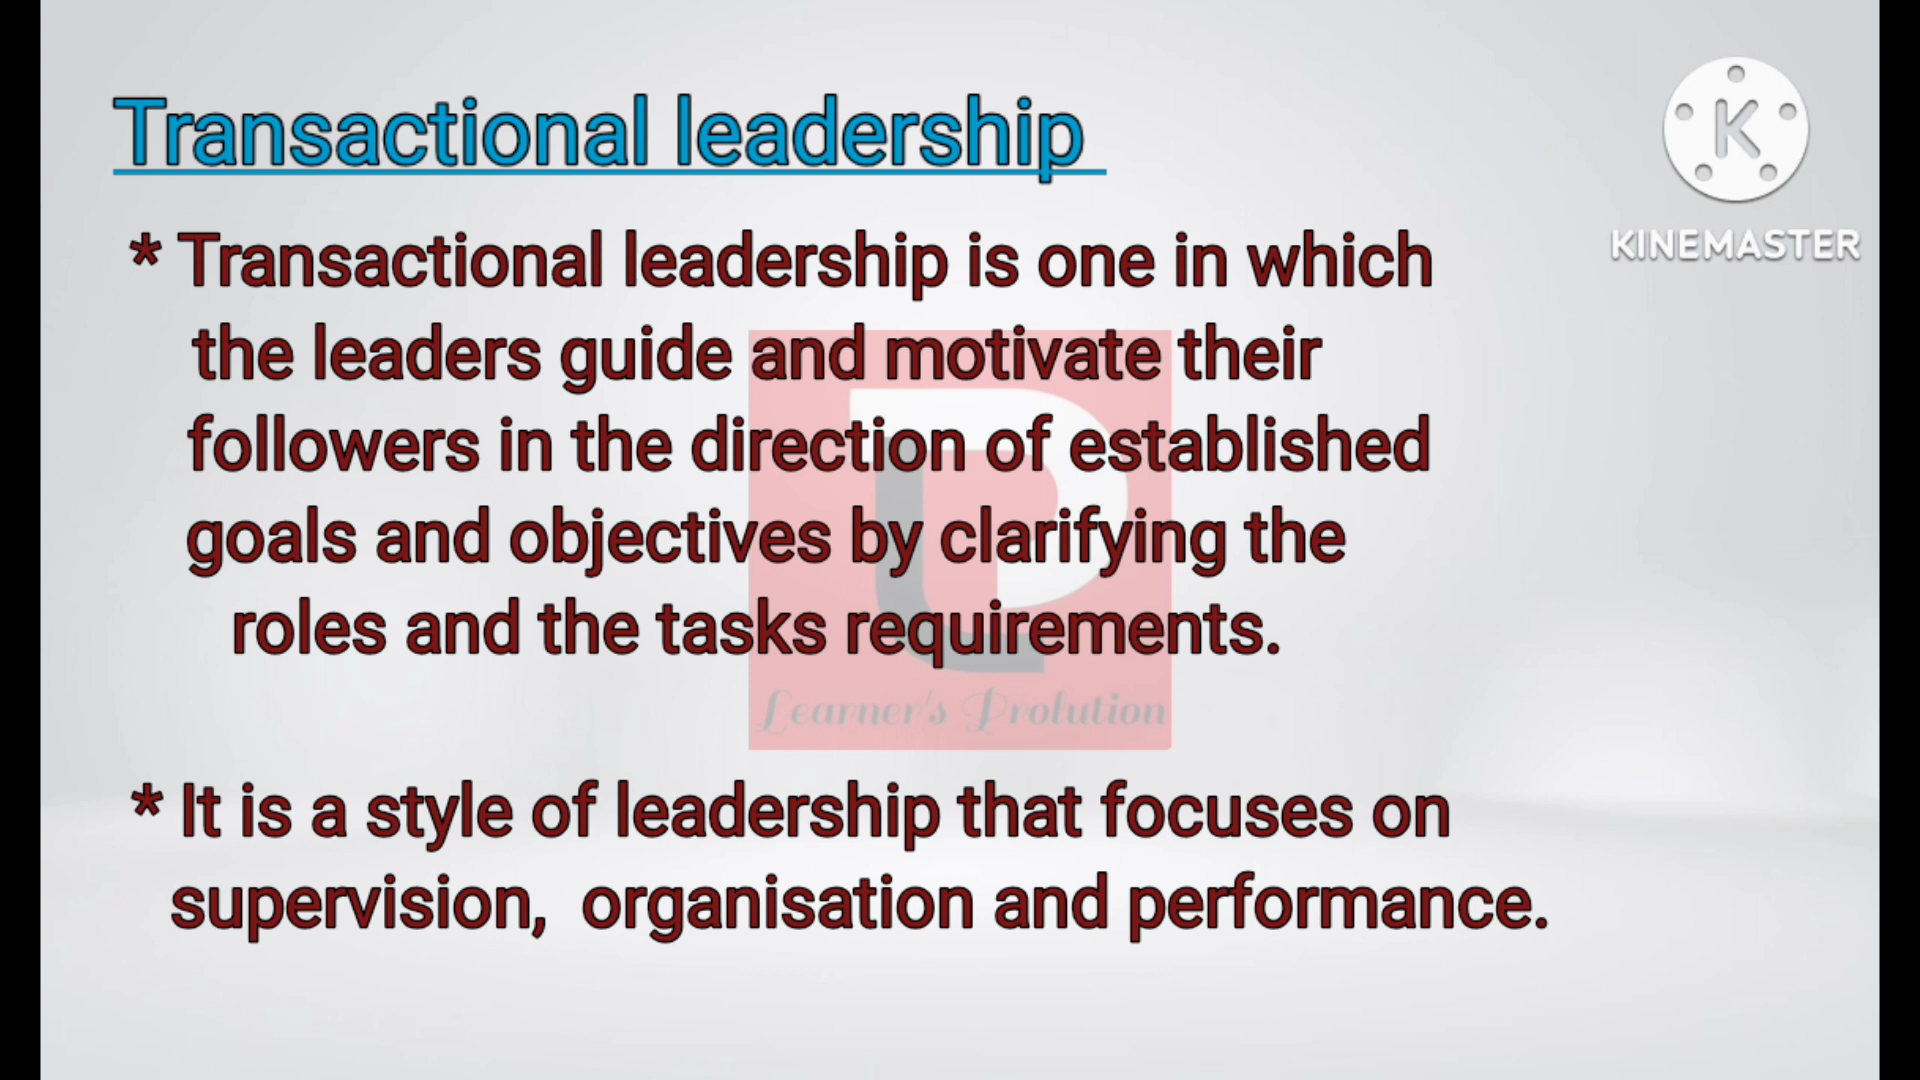 Transactional leadership
K
KINEMASTER
* Transactional leadership is one in which
the leaders guide and motivate their
followers in the direction of established
goals and objectives by clarifying the
roles and the tasks requirements.
Learner's Prolution
* It is a style of leadership that focuses on
supervision, organisation and performance.